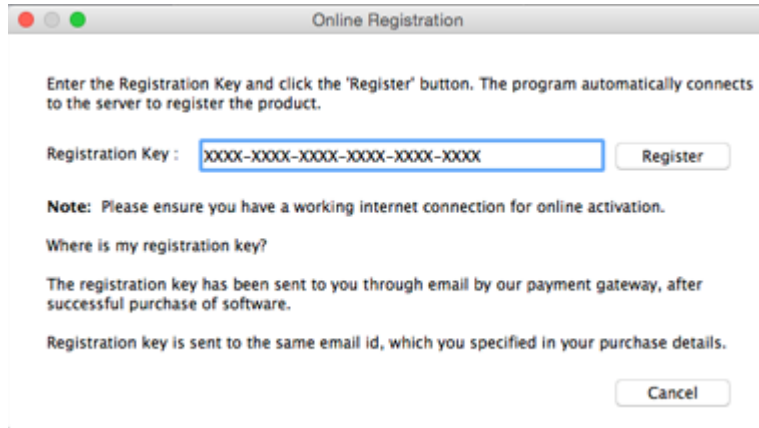 Online Registration
Enter the Registration Key and click the 'Register' button. The program automatically connects
to the server to register the product.
Registration Key : XXXX-XXXX-XXXX-XXXX-XXXX-XXXX Register
Note: Please ensure you have a working internet connection for online activation.
Where is my registration key?
The registration key has been sent to you through email by our payment gateway, after
successful purchase of software.
Registration key is sent to the same email id, which you specified in your purchase details.
Cancel